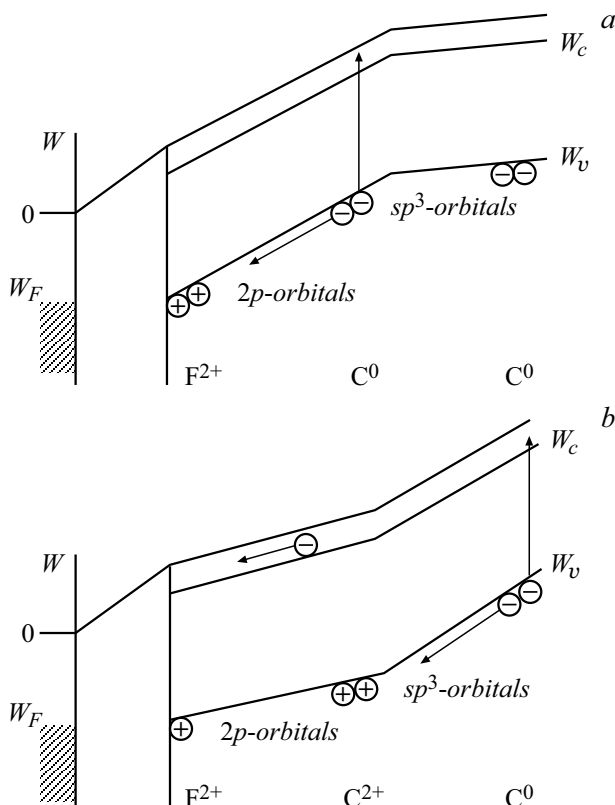 a
W_c
W
W_v
sp³-orbitals
0
W_F
2p-orbitals
F²⁺ C⁰ C⁰
b
W_c
W
W_v
0
sp³-orbitals
W_F
2p-orbitals
F²⁺ C²⁺ C⁰